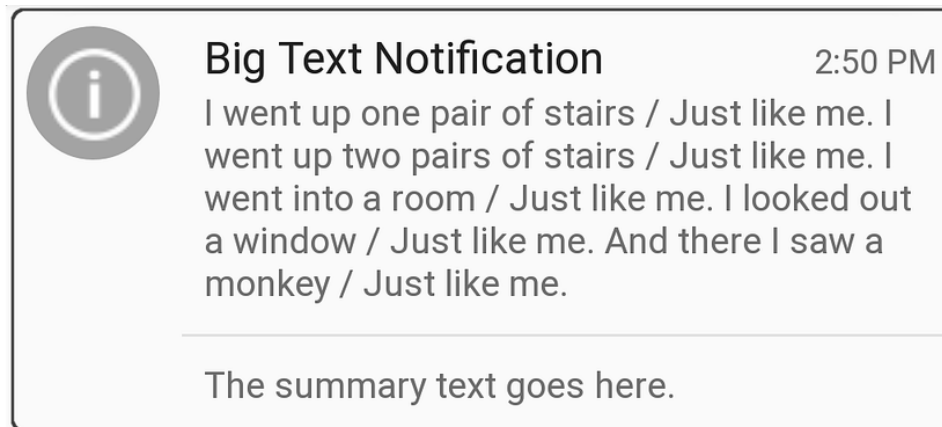 Big Text Notification
2:50 PM
I went up one pair of stairs / Just like me. I
went up two pairs of stairs / Just like me. I
went into a room / Just like me. I looked out
a window / Just like me. And there I saw a
monkey / Just like me.
The summary text goes here.